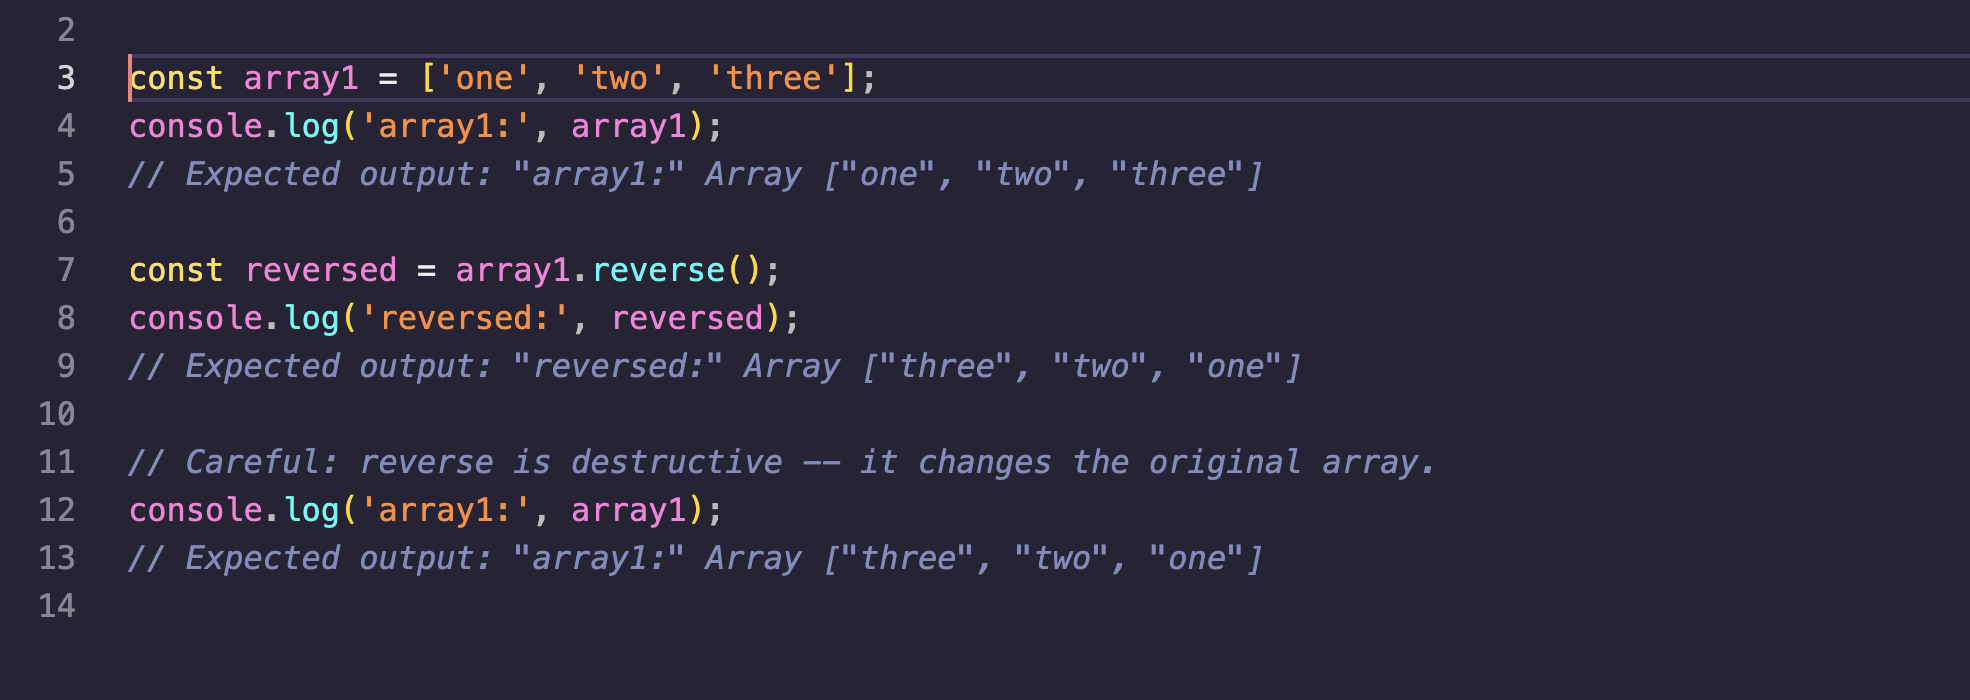 2
3 const array1 = ['one', 'two', 'three'];
4 console.log('array1:', array1);
5 // Expected output: "array1:" Array ["one", "two", "three"]
6
7 const reversed = array1.reverse();
8 console.log('reversed:', reversed);
9 // Expected output: "reversed:" Array ["three", "two", "one"]
10
11 // Careful: reverse is destructive -- it changes the original array.
12 console.log('array1:', array1);
13 // Expected output: "array1:" Array ["three", "two", "one"]
14